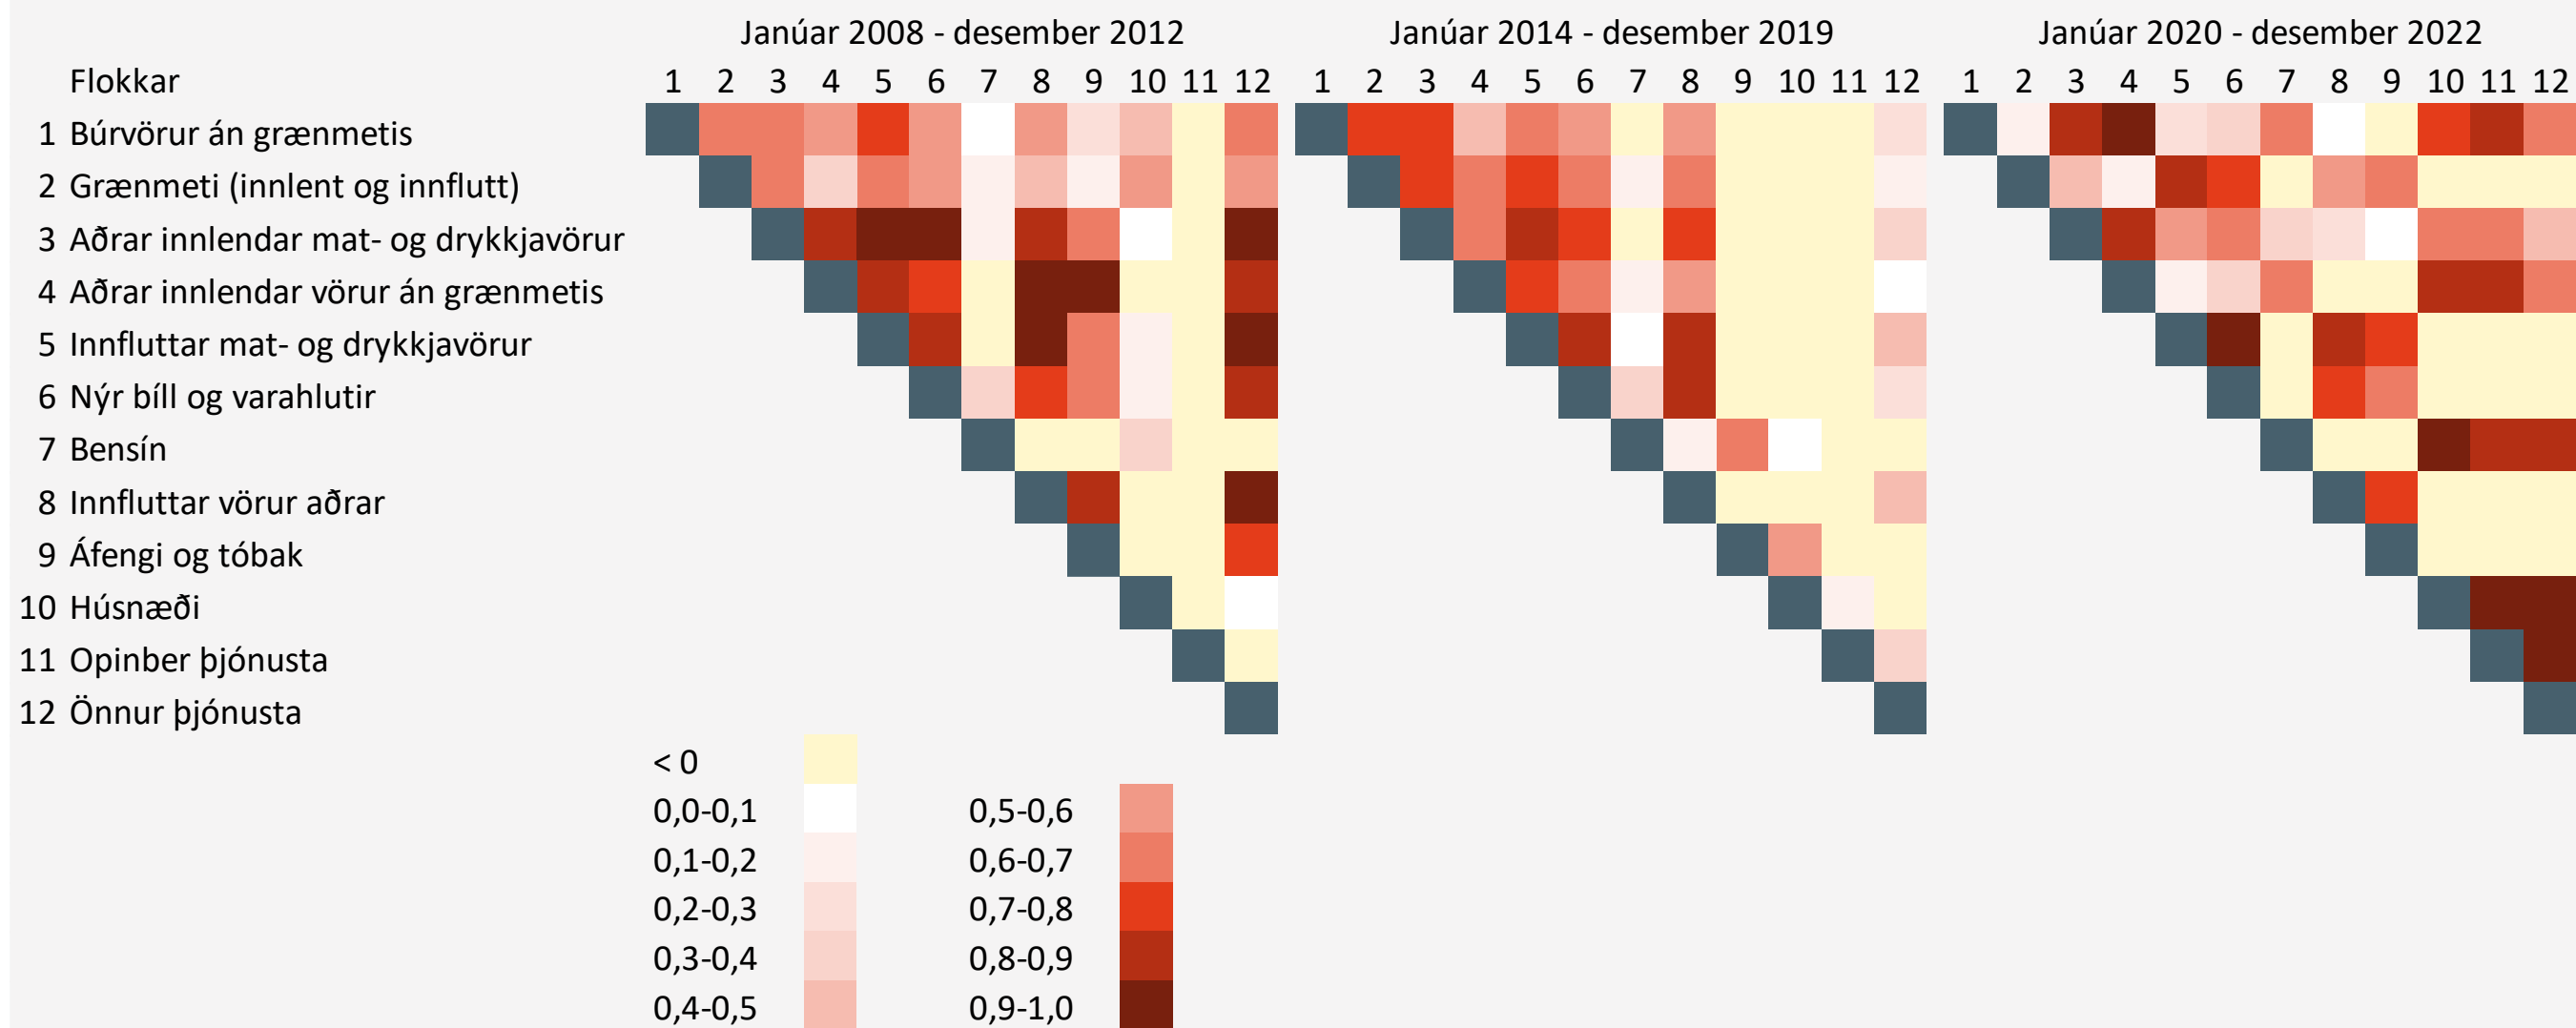 Janúar 2008 - desember 2012 Janúar 2014 - desember 2019 Janúar 2020 - desember 2022
Flokkar 1 2 3 4 5 6 7 8 9 10 11 12 1 2 3 4 5 6 7 8 9 10 11 12 1 2 3 4 5 6 7 8 9 10 11 12
1 Búrvörur án grænmetis
2 Grænmeti (innlent og innflutt)
3 Aðrar innlendar mat- og drykkjavörur
4 Aðrar innlendar vörur án grænmetis
5 Innfluttar mat- og drykkjavörur
6 Nýr bíll og varahlutir
7 Bensín
8 Innfluttar vörur aðrar
9 Áfengi og tóbak
10 Húsnæði
11 Opinber þjónusta
12 Önnur þjónusta
< 0
0,0-0,1 0,5-0,6
0,1-0,2 0,6-0,7
0,2-0,3 0,7-0,8
0,3-0,4 0,8-0,9
0,4-0,5 0,9-1,0